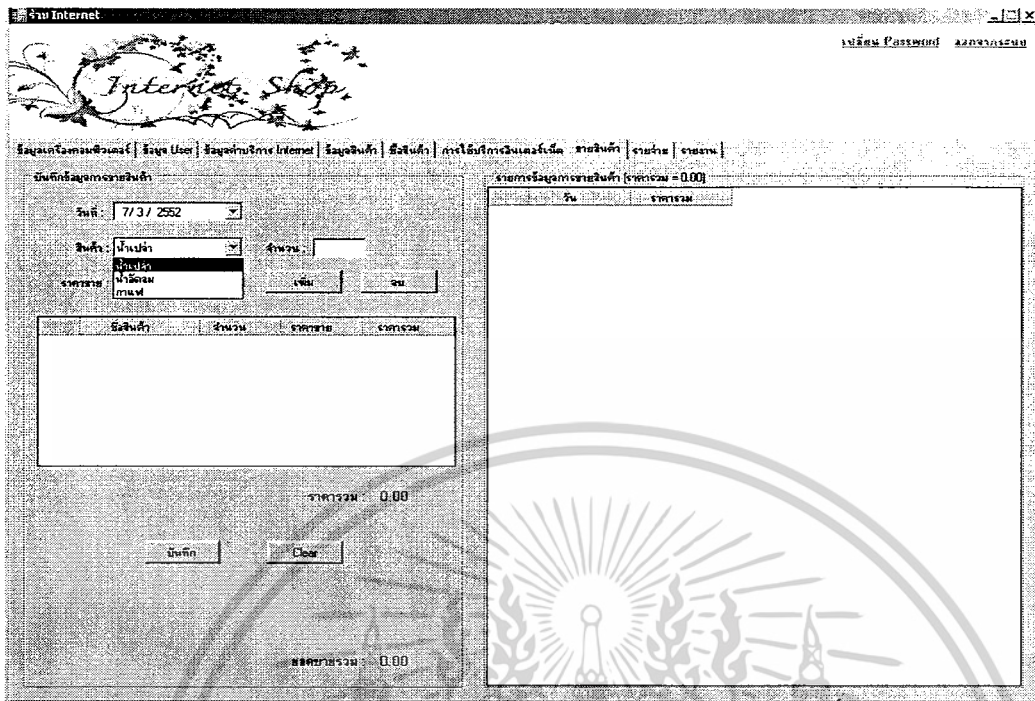 ร้าน Internet
เปลี่ยน Password ออกจากระบบ
Internet Shop
ข้อมูลเครื่องคอมพิวเตอร์ ข้อมูล User ข้อมูลค่าบริการ Internet ข้อมูลสินค้า ซื้อสินค้า การใช้บริการอินเตอร์เน็ต ขายสินค้า รายจ่าย รายงาน
บันทึกข้อมูลการขายสินค้า
วันที่ : 7/ 3 / 2552
สินค้า : น้ำเปล่า จำนวน :
น้ำเปล่า
น้ำอัดลม
กาแฟ
ราคาขาย : เพิ่ม ลบ
ชื่อสินค้า จำนวน ราคาขาย ราคารวม
ราคารวม : 0.00
บันทึก Clear
ยอดขายรวม : 0.00
รายการข้อมูลการขายสินค้า [ราคารวม = 0.00]
วัน ราคารวม